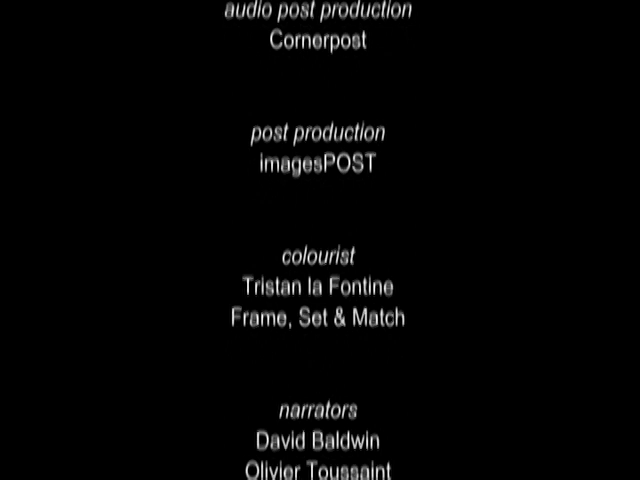 audio post production
Cornerpost
post production
imagesPOST
colourist
Tristan la Fontine
Frame, Set & Match
narrators
David Baldwin
Olivier Toussaint